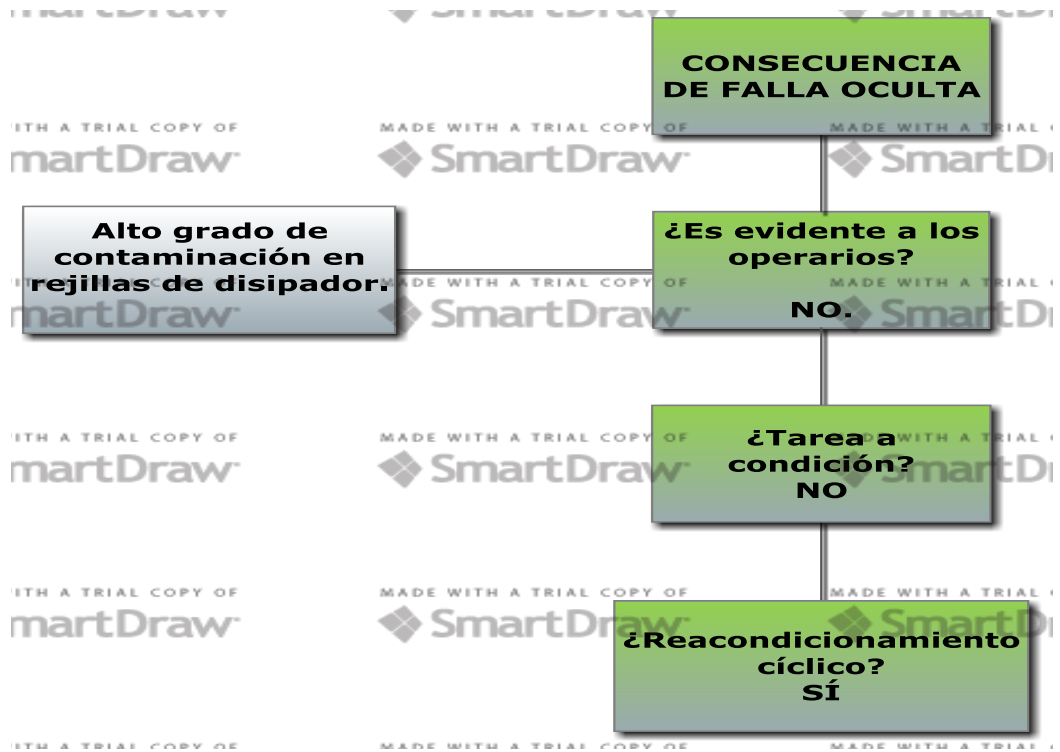 CONSECUENCIA
DE FALLA OCULTA
Alto grado de
contaminación en
rejillas de disipador.
¿Es evidente a los
operarios?
NO.
¿Tarea a
condición?
NO
¿Reacondicionamiento
cíclico?
SÍ
MADE WITH A TRIAL COPY OF
SmartDraw